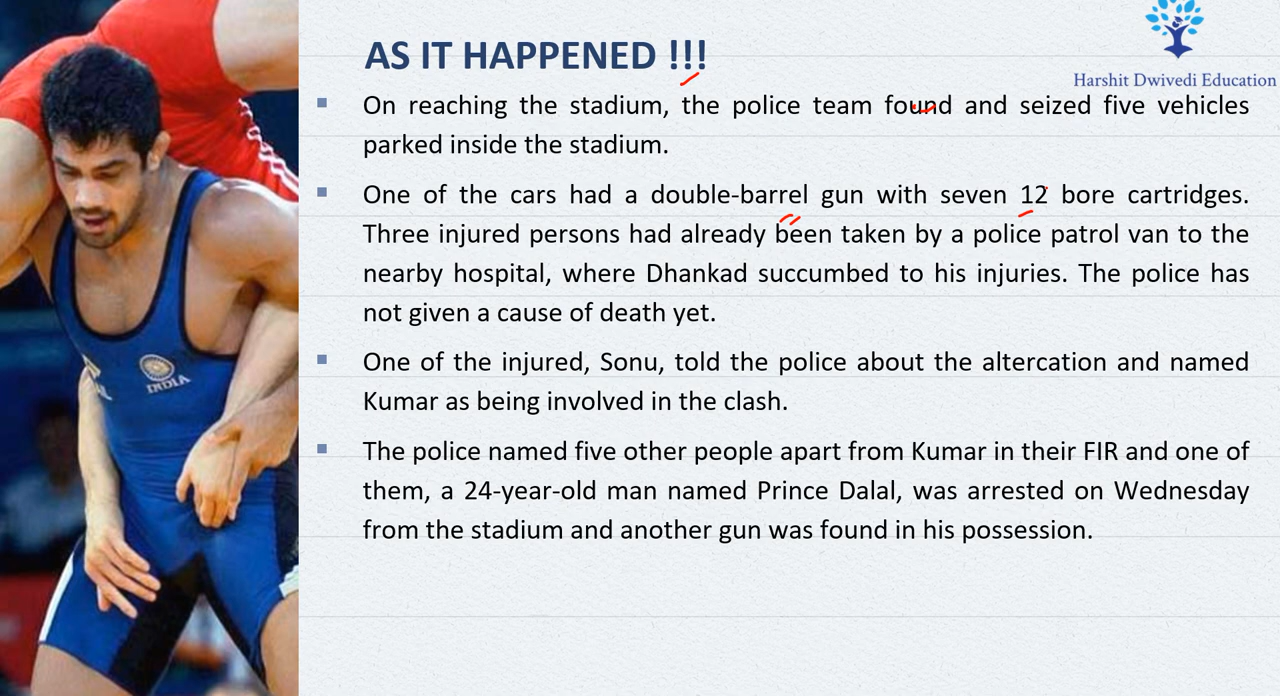 Harshit Dwivedi Education
AS IT HAPPENED !!!
▪ On reaching the stadium, the police team found and seized five vehicles
parked inside the stadium.
▪ One of the cars had a double-barrel gun with seven 12 bore cartridges.
Three injured persons had already been taken by a police patrol van to the
nearby hospital, where Dhankad succumbed to his injuries. The police has
not given a cause of death yet.
▪ One of the injured, Sonu, told the police about the altercation and named
Kumar as being involved in the clash.
▪ The police named five other people apart from Kumar in their FIR and one of
them, a 24-year-old man named Prince Dalal, was arrested on Wednesday
from the stadium and another gun was found in his possession.
INDIA